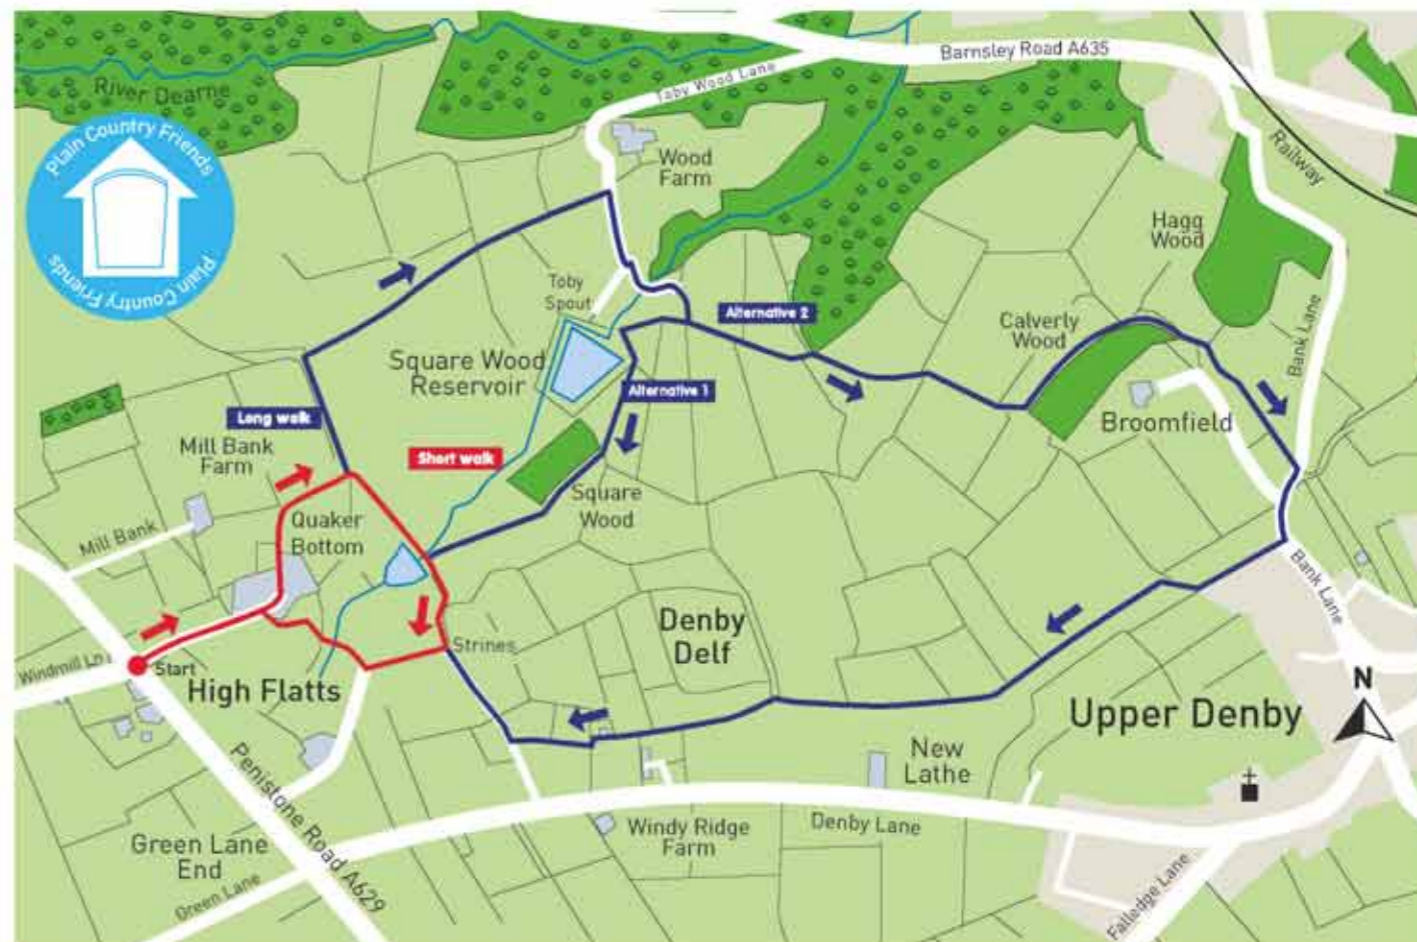 Barnsley Road A635
Toby Wood Lane
River Dearne
Plain Country Friends
Plain Country Friends
Wood
Farm
Railway
Hagg
Wood
Toby
Spout
Alternative 2
Calverly
Wood
Bank Lane
Square Wood
Reservoir
Alternative 1
Long walk
Broomfield
Mill Bank
Farm
Short walk
Square
Wood
Quaker
Bottom
Mill Bank
Bank Lane
Denby
Delf
Strines
Windmill Ln
Start
High Flatts
N
Upper Denby
New
Lathe
Penistone Road A629
Windy Ridge
Farm
Denby Lane
Green Lane
End
Green Lane
Falledge Lane